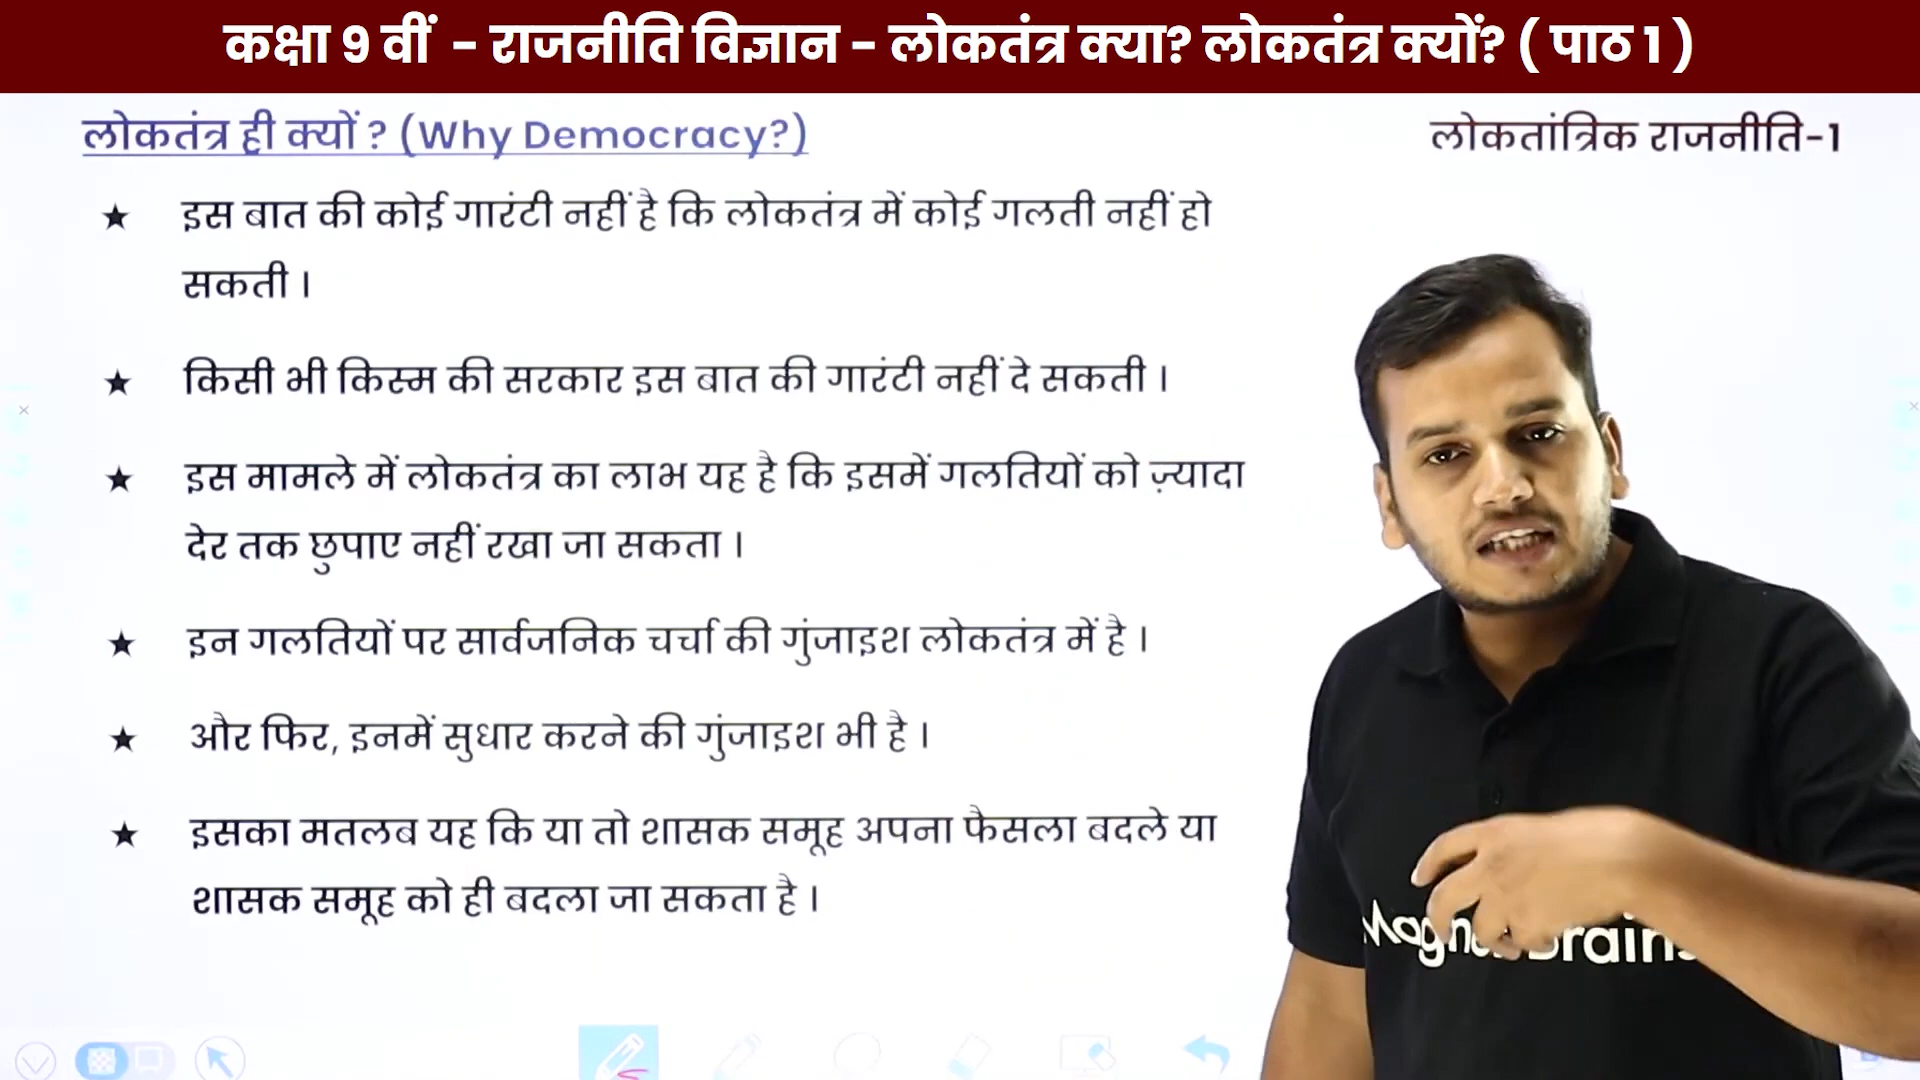 कक्षा 9 वीं - राजनीति विज्ञान - लोकतंत्र क्या? लोकतंत्र क्यों? ( पाठ 1 )
लोकतंत्र ही क्यों ? (Why Democracy?)
लोकतांत्रिक राजनीति-1
★ इस बात की कोई गारंटी नहीं है कि लोकतंत्र में कोई गलती नहीं हो
सकती ।
★ किसी भी किस्म की सरकार इस बात की गारंटी नहीं दे सकती ।
★ इस मामले में लोकतंत्र का लाभ यह है कि इसमें गलतियों को ज़्यादा
देर तक छुपाए नहीं रखा जा सकता ।
★ इन गलतियों पर सार्वजनिक चर्चा की गुंजाइश लोकतंत्र में है ।
★ और फिर, इनमें सुधार करने की गुंजाइश भी है ।
★ इसका मतलब यह कि या तो शासक समूह अपना फैसला बदले या
शासक समूह को ही बदला जा सकता है ।